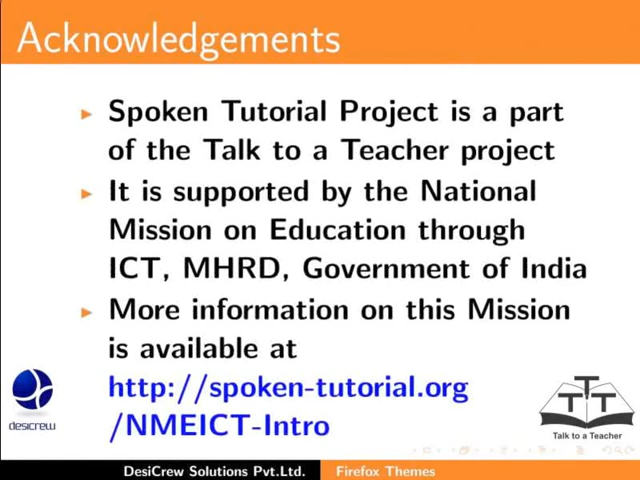 Acknowledgements
Spoken Tutorial Project is a part
of the Talk to a Teacher project
It is supported by the National
Mission on Education through
ICT, MHRD, Government of India
More information on this Mission
is available at
http://spoken-tutorial.org
/NMEICT-Intro
desicrew
TTT
Talk to a Teacher
DesiCrew Solutions Pvt.Ltd. Firefox Themes